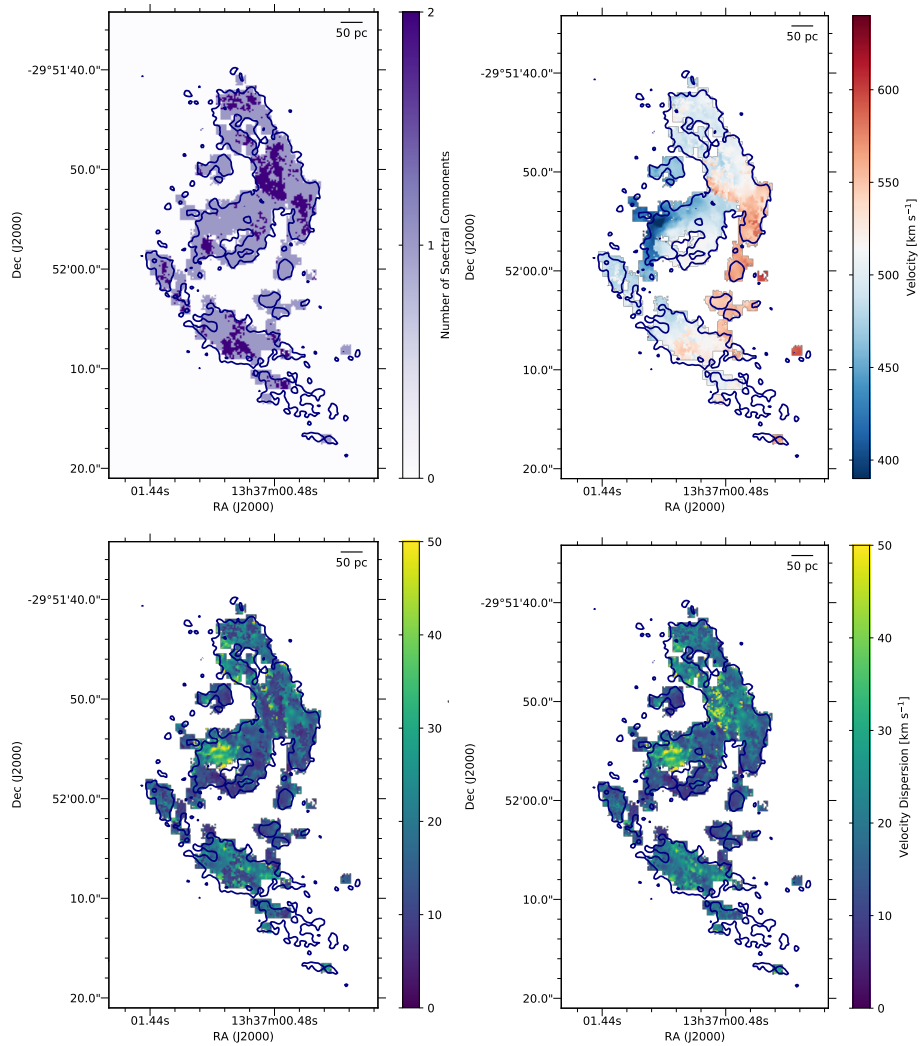 50 pc
-29°51'40.0"
50.0"
52'00.0"
10.0"
20.0"
01.44s 13h37m00.48s
RA (J2000)
Dec (J2000)
2
1
0
Number of Spectral Components
50 pc
-29°51'40.0"
50.0"
52'00.0"
10.0"
20.0"
01.44s 13h37m00.48s
RA (J2000)
Dec (J2000)
600
550
500
450
400
Velocity [km s⁻¹]
50 pc
-29°51'40.0"
50.0"
52'00.0"
10.0"
20.0"
01.44s 13h37m00.48s
RA (J2000)
Dec (J2000)
50
40
30
20
10
0
50 pc
-29°51'40.0"
50.0"
52'00.0"
10.0"
20.0"
01.44s 13h37m00.48s
RA (J2000)
Dec (J2000)
50
40
30
20
10
0
Velocity Dispersion [km s⁻¹]